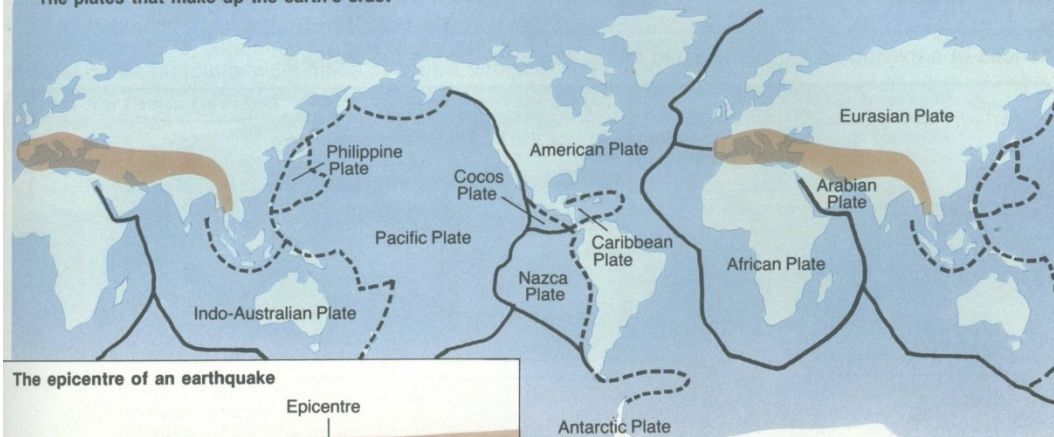 The plates that make up the earth's crust
Eurasian Plate
Philippine
Plate
American Plate
Cocos
Plate
Arabian
Plate
Pacific Plate
Caribbean
Plate
African Plate
Nazca
Plate
Indo-Australian Plate
The epicentre of an earthquake
Epicentre
Antarctic Plate